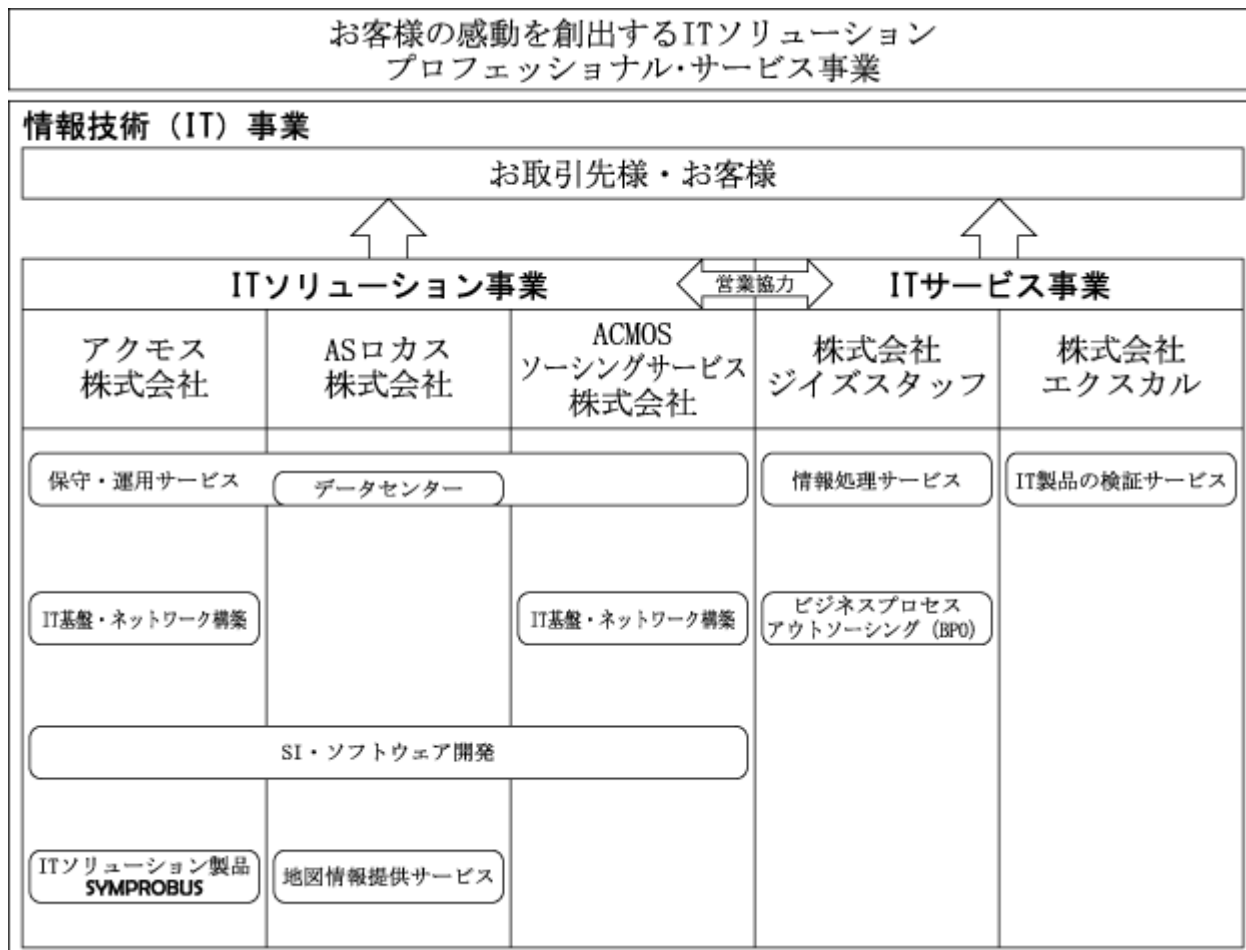 お客様の感動を創出するITソリューション
プロフェッショナル・サービス事業
情報技術（IT）事業
お取引先様・お客様
ITソリューション事業
営業協力
ITサービス事業
アクモス
株式会社
ASロカス
株式会社
ACMOS
ソーシングサービス
株式会社
株式会社
ジイズスタッフ
株式会社
エクスカル
保守・運用サービス
データセンター
情報処理サービス
IT製品の検証サービス
IT基盤・ネットワーク構築
IT基盤・ネットワーク構築
ビジネスプロセス
アウトソーシング（BPO）
SI・ソフトウェア開発
ITソリューション製品
SYMPROBUS
地図情報提供サービス